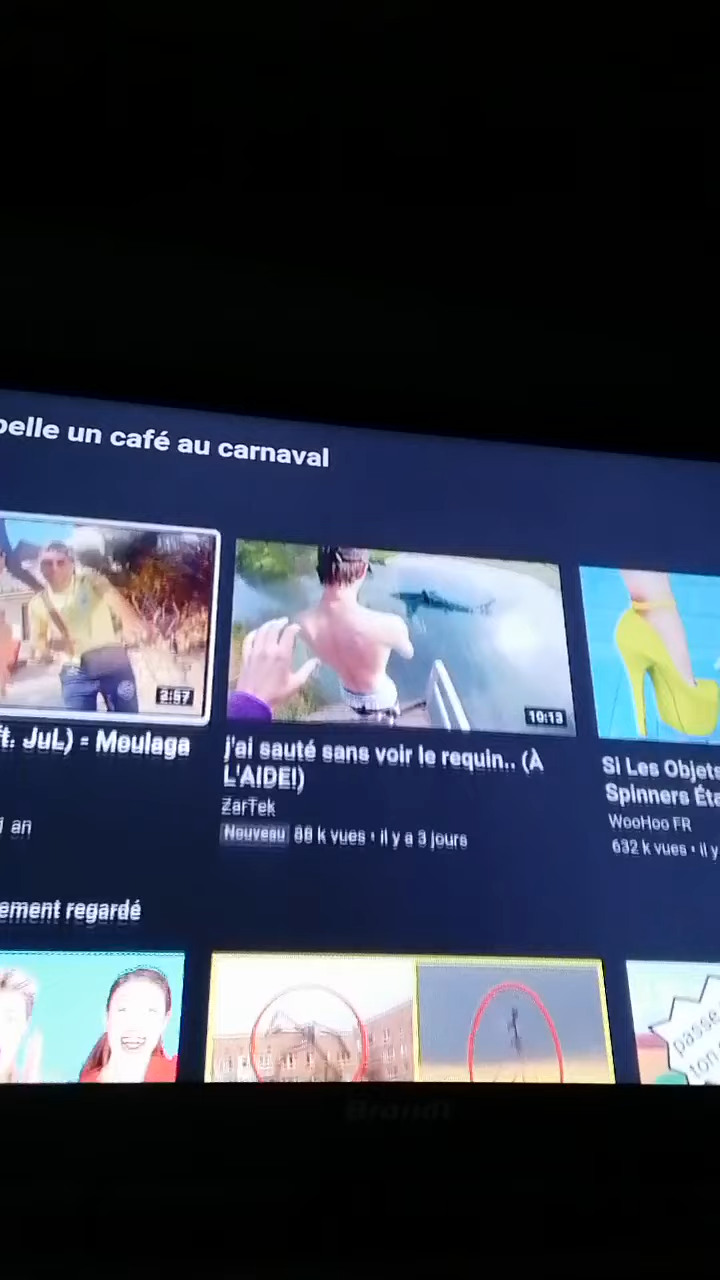 pelle un café au carnaval
2:57
10:13
t. JuL) - Moulaga
j'ai sauté sans voir le requin.. (À
L'AIDE!)
ZarTek
Nouveau 88 k vues • il y a 3 jours
1 an
Si Les Objets
Spinners Éta
WooHoo FR
632 k vues • il y
ement regardé
passe
ton
Brandt